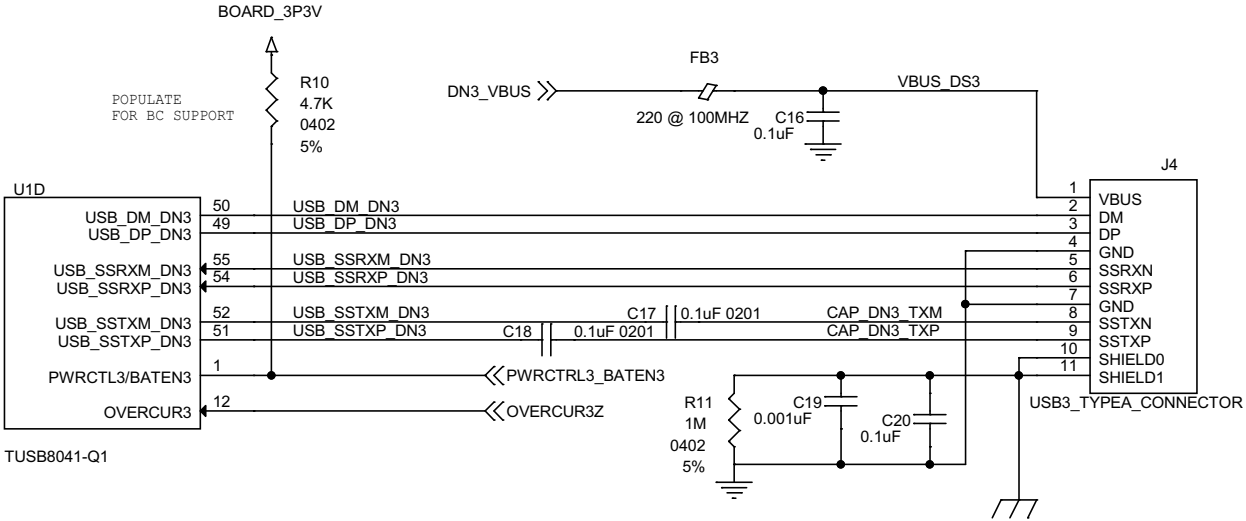 BOARD_3P3V
R10
4.7K
0402
5%
POPULATE
FOR BC SUPPORT
DN3_VBUS
FB3
220 @ 100MHZ
C16
0.1uF
VBUS_DS3
J4
U1D
USB_DM_DN3
50
USB_DM_DN3
USB_DP_DN3
49
USB_DP_DN3
USB_SSRXM_DN3
55
USB_SSRXM_DN3
USB_SSRXP_DN3
54
USB_SSRXP_DN3
USB_SSTXM_DN3
52
USB_SSTXM_DN3
C17
0.1uF 0201
CAP_DN3_TXM
USB_SSTXP_DN3
51
USB_SSTXP_DN3
C18
0.1uF 0201
CAP_DN3_TXP
PWRCTL3/BATEN3
1
PWRCTRL3_BATEN3
OVERCUR3
12
OVERCUR3Z
TUSB8041-Q1
1
VBUS
2
DM
3
DP
4
GND
5
SSRXN
6
SSRXP
7
GND
8
SSTXN
9
SSTXP
10
SHIELD0
11
SHIELD1
USB3_TYPEA_CONNECTOR
R11
1M
0402
5%
C19
0.001uF
C20
0.1uF